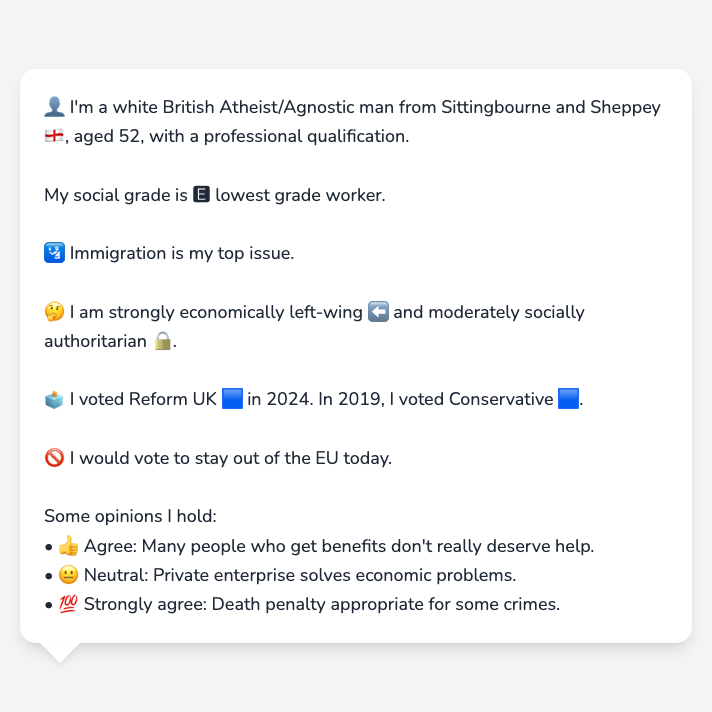 👤 I'm a white British Atheist/Agnostic man from Sittingbourne and Sheppey
🏴󠁧󠁢󠁥󠁮󠁧󠁿, aged 52, with a professional qualification.
My social grade is 🅴 lowest grade worker.
🛂 Immigration is my top issue.
🤔 I am strongly economically left-wing ⬅️ and moderately socially
authoritarian 🔒.
🗳️ I voted Reform UK 🟦 in 2024. In 2019, I voted Conservative 🟦.
🚫 I would vote to stay out of the EU today.
Some opinions I hold:
• 👍 Agree: Many people who get benefits don't really deserve help.
• 😐 Neutral: Private enterprise solves economic problems.
• 💯 Strongly agree: Death penalty appropriate for some crimes.